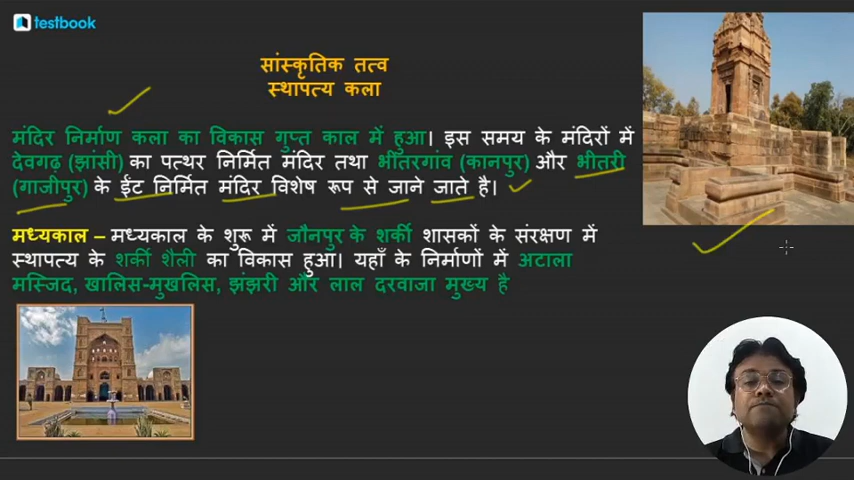 testbook
सांस्कृतिक तत्व
स्थापत्य कला
मंदिर निर्माण कला का विकास गुप्त काल में हुआ। इस समय के मंदिरों में
देवगढ़ (झांसी) का पत्थर निर्मित मंदिर तथा भीतरगांव (कानपुर) और भीतरी
(गाजीपुर) के ईंट निर्मित मंदिर विशेष रूप से जाने जाते है।
मध्यकाल – मध्यकाल के शुरू में जौनपुर के शर्की शासकों के संरक्षण में
स्थापत्य के शर्की शैली का विकास हुआ। यहाँ के निर्माणों में अटाला
मस्जिद, खालिस-मुखलिस, झंझरी और लाल दरवाजा मुख्य है